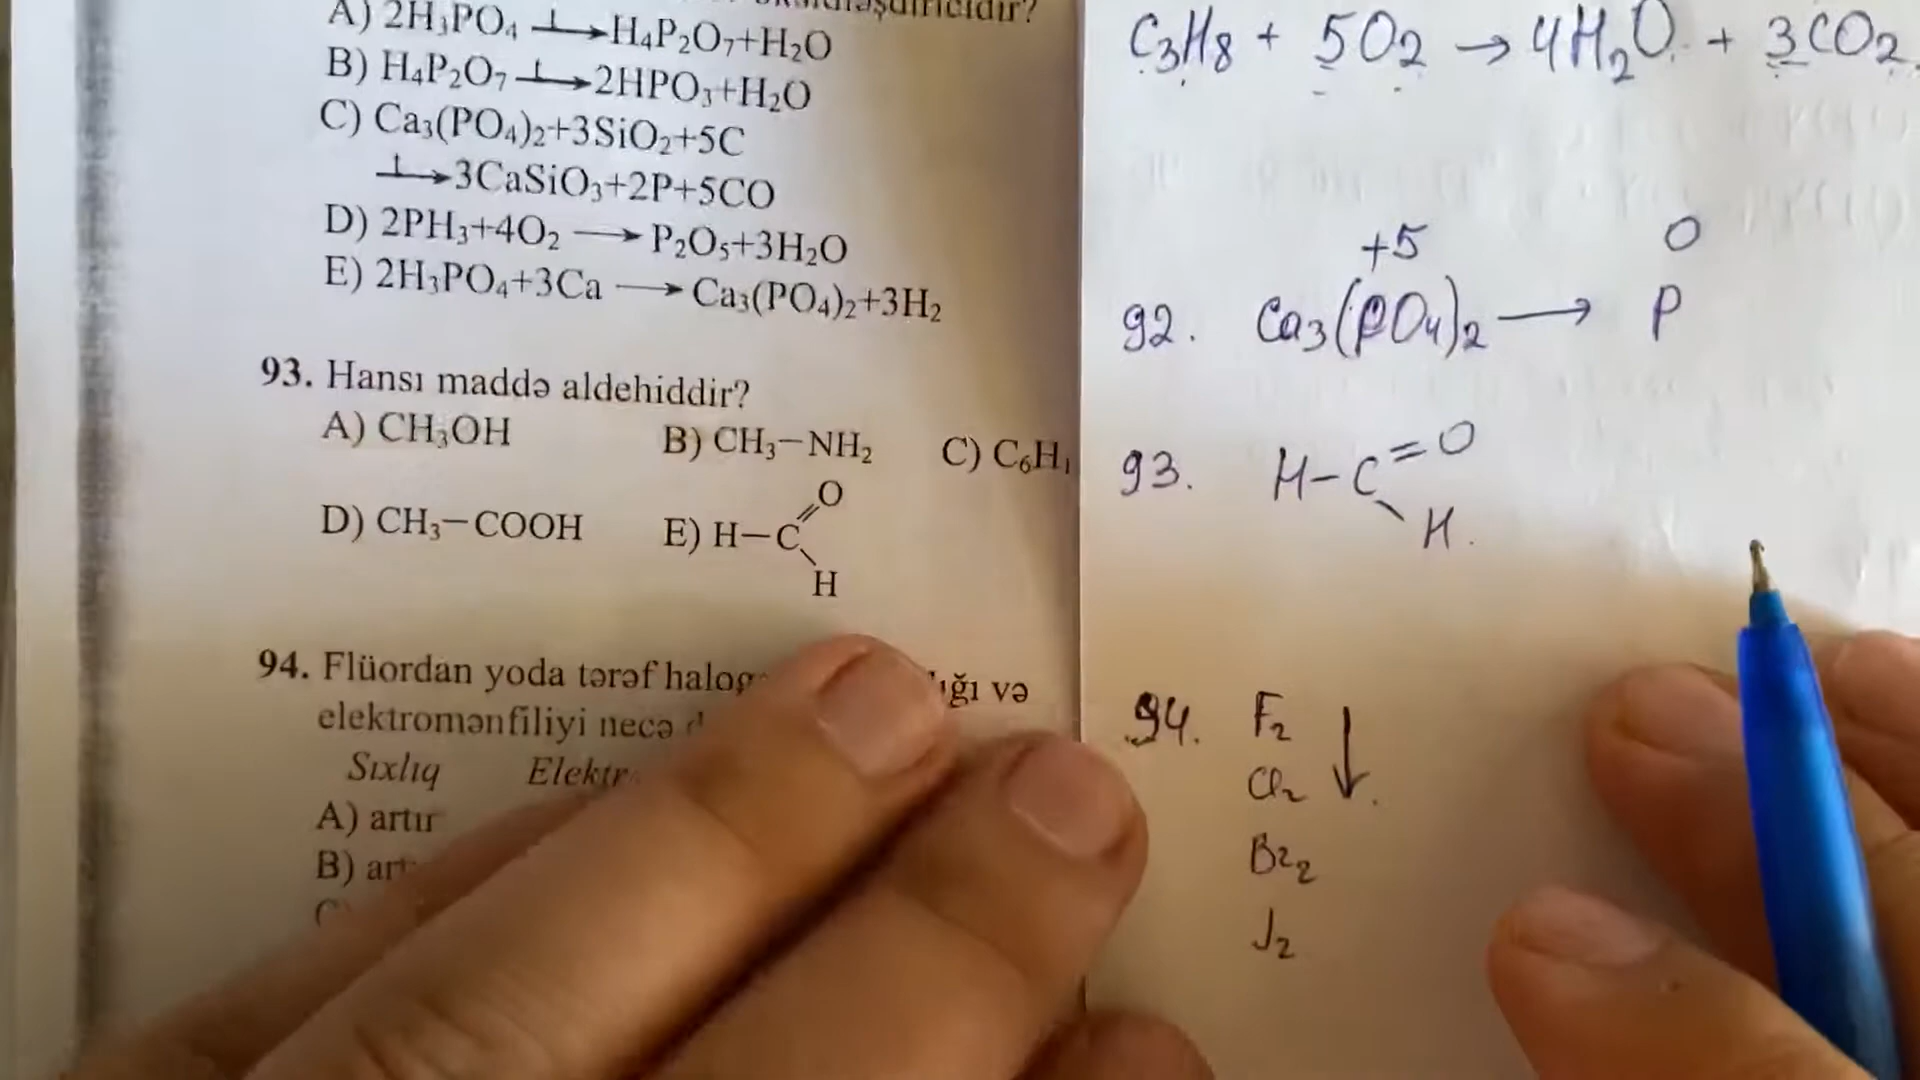 A) 2H₃PO₄ ⟶ H₄P₂O₇+H₂O
B) H₄P₂O₇ ⟶ 2HPO₃+H₂O
C) Ca₃(PO₄)₂+3SiO₂+5C
⟶ 3CaSiO₃+2P+5CO
D) 2PH₃+4O₂ ⟶ P₂O₅+3H₂O
E) 2H₃PO₄+3Ca ⟶ Ca₃(PO₄)₂+3H₂
93. Hansı maddə aldehiddir?
A) CH₃OH B) CH₃−NH₂ C) C₆H₁
O
D) CH₃−COOH E) H−C
H
94. Flüordan yoda tərəf və
elektromənfiliyi necə
Sıxlıq
A) artır
B)
C₃H₈ + 5O₂ → 4H₂O + 3CO₂
+5 0
92. Ca₃(PO₄)₂ ⟶ P
93. H−C=O
H.
94. F₂ ↓
Cl₂
Br₂
J₂